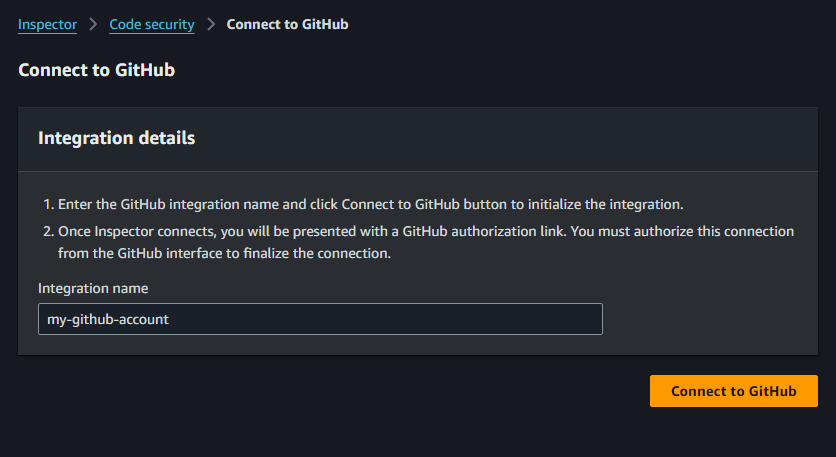 Inspector > Code security > Connect to GitHub
Connect to GitHub
Integration details
1. Enter the GitHub integration name and click Connect to GitHub button to initialize the integration.
2. Once Inspector connects, you will be presented with a GitHub authorization link. You must authorize this connection
from the GitHub interface to finalize the connection.
Integration name
my-github-account
Connect to GitHub